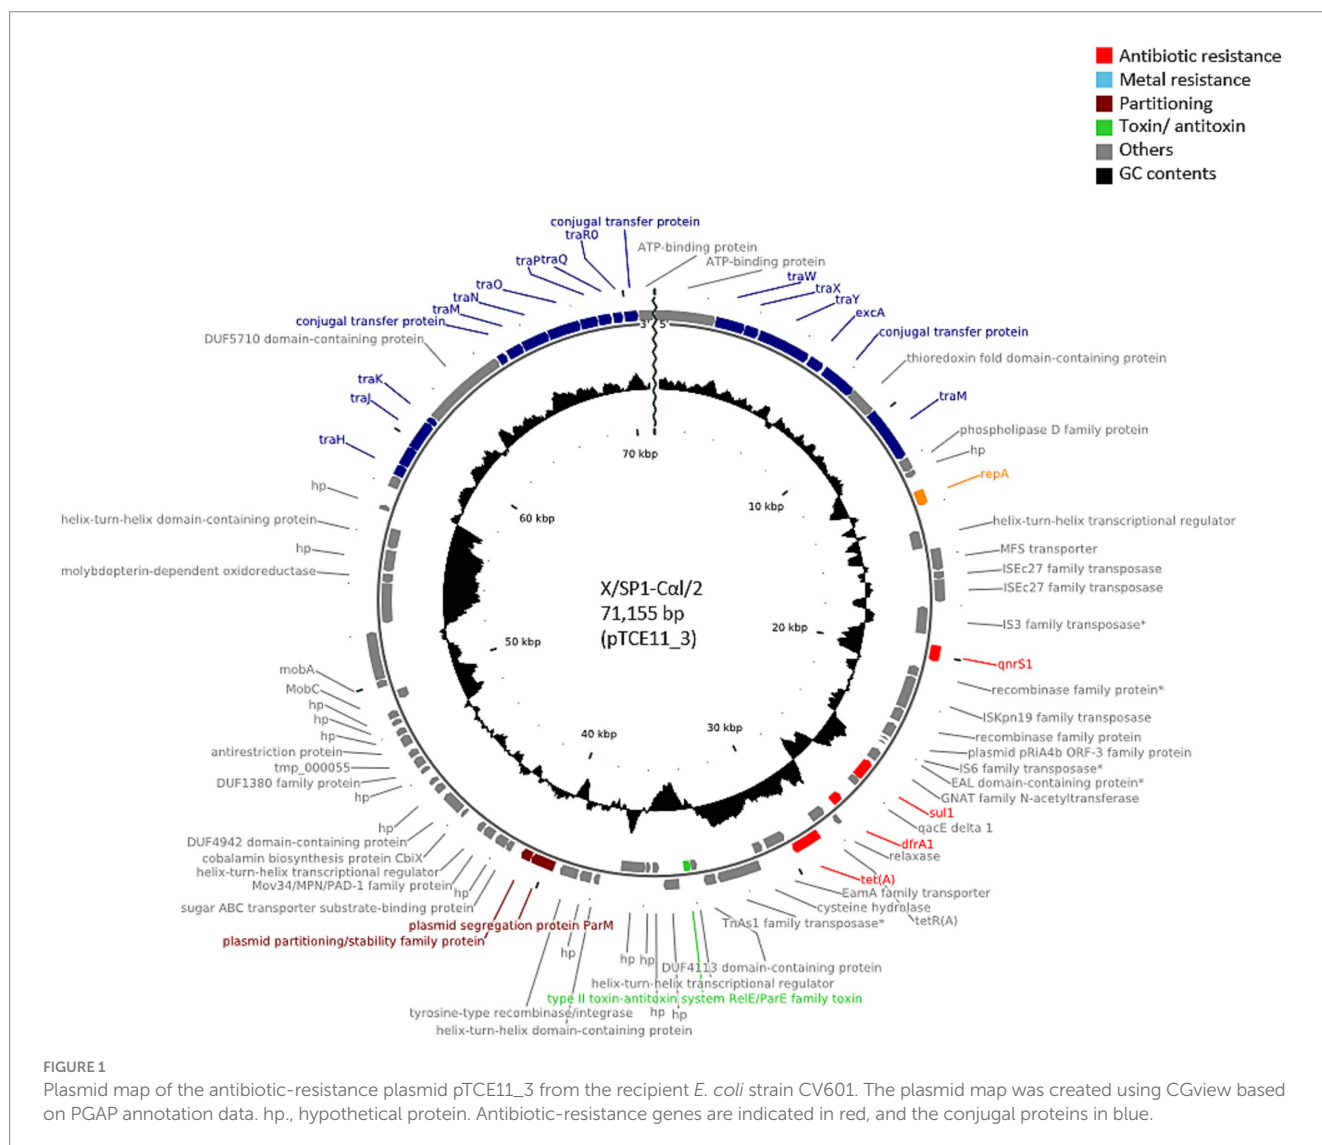 Antibiotic resistance
Metal resistance
Partitioning
Toxin/ antitoxin
Others
GC contents
conjugal transfer protein
traR0
ATP-binding protein
traPtraQ
ATP-binding protein
traO
traW
traN
traX
traM
traY
conjugal transfer protein
excA
DUF5710 domain-containing protein
conjugal transfer protein
3' 5'
thioredoxin fold domain-containing protein
traK
traJ
traM
traH
phospholipase D family protein
hp
70 kbp
repA
hp
10 kbp
60 kbp
helix-turn-helix domain-containing protein
helix-turn-helix transcriptional regulator
hp
MFS transporter
molybdopterin-dependent oxidoreductase
ISEc27 family transposase
ISEc27 family transposase
X/SP1-Cαl/2
71,155 bp
(pTCE11_3)
IS3 family transposase*
20 kbp
50 kbp
qnrS1
mobA
recombinase family protein*
MobC
hp
ISKpn19 family transposase
hp
30 kbp
40 kbp
hp
recombinase family protein
antirestriction protein
plasmid pRiA4b ORF-3 family protein
tmp_000055
IS6 family transposase*
DUF1380 family protein
EAL domain-containing protein*
hp
GNAT family N-acetyltransferase
sul1
hp
qacE delta 1
DUF4942 domain-containing protein
dfrA1
cobalamin biosynthesis protein CbiX
relaxase
helix-turn-helix transcriptional regulator
tet(A)
Mov34/MPN/PAD-1 family protein
hp
EamA family transporter
sugar ABC transporter substrate-binding protein
cysteine hydrolase
tetR(A)
plasmid segregation protein ParM
TnAs1 family transposase*
plasmid partitioning/stability family protein
hp
hp
hp
DUF4113 domain-containing protein
helix-turn-helix transcriptional regulator
type II toxin-antitoxin system RelE/ParE family toxin
tyrosine-type recombinase/integrase
hp
hp
helix-turn-helix domain-containing protein
FIGURE 1
Plasmid map of the antibiotic-resistance plasmid pTCE11_3 from the recipient E. coli strain CV601. The plasmid map was created using CGview based
on PGAP annotation data. hp., hypothetical protein. Antibiotic-resistance genes are indicated in red, and the conjugal proteins in blue.